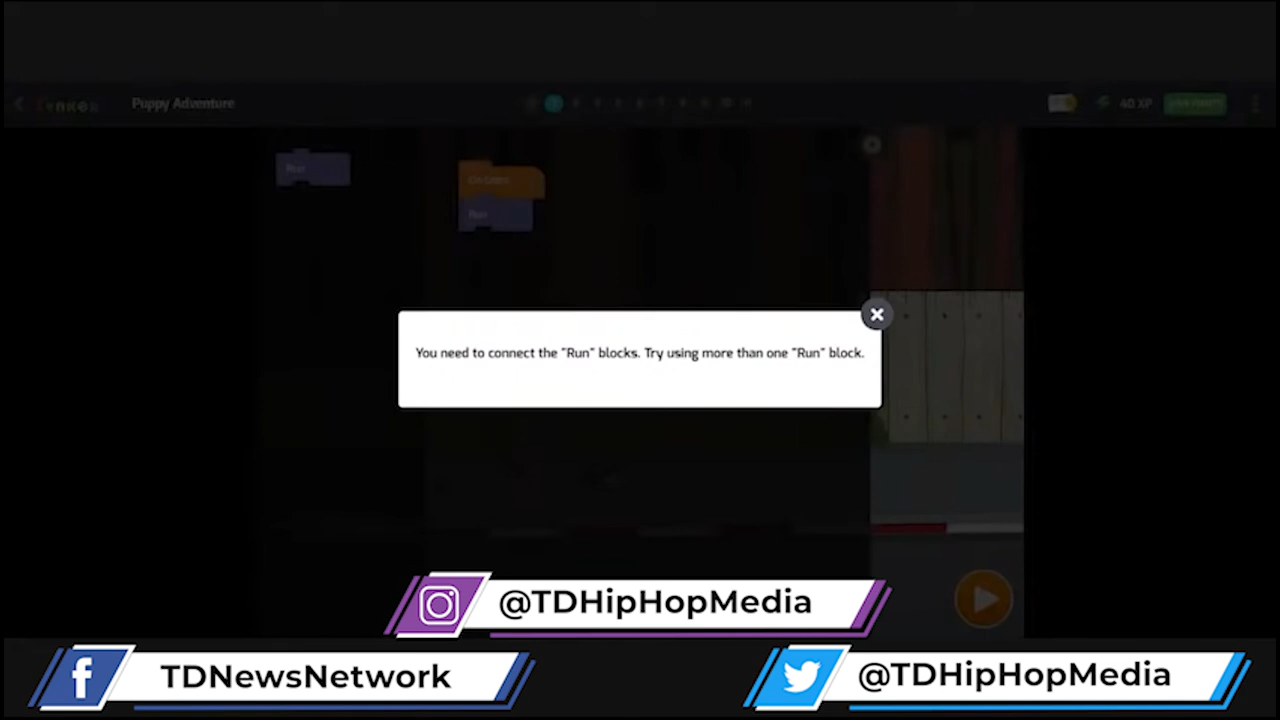 Tynker
Puppy Adventure
40 XP
Run
On start
Run
You need to connect the "Run" blocks. Try using more than one "Run" block.
@TDHipHopMedia
TDNewsNetwork
@TDHipHopMedia